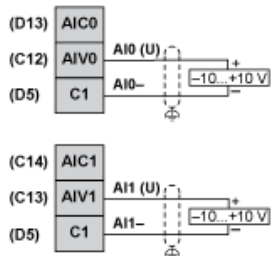 (D13) AIC0
(C12) AIV0 AI0 (U) +
–10...+10 V
(D5) C1 AI0– –
(C14) AIC1
(C13) AIV1 AI1 (U) +
–10...+10 V
(D5) C1 AI1– –